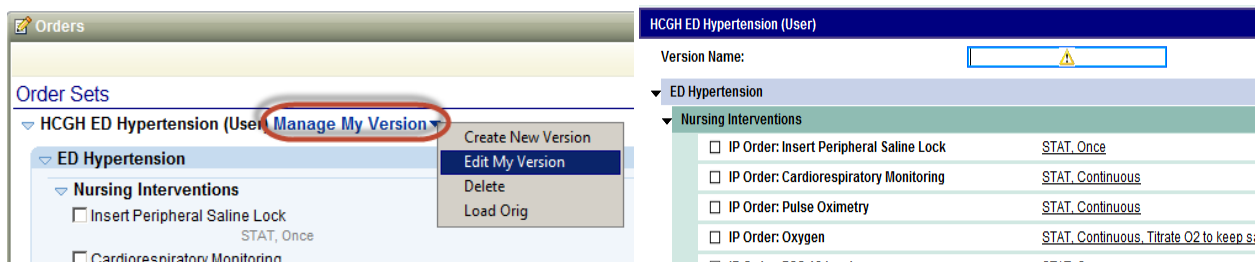 Orders
Order Sets
HCGH ED Hypertension (User) Manage My Version
Create New Version
Edit My Version
Delete
Load Orig
ED Hypertension
Nursing Interventions
Insert Peripheral Saline Lock
STAT, Once
Cardiorespiratory Monitoring
HCGH ED Hypertension (User)
Version Name:
ED Hypertension
Nursing Interventions
IP Order: Insert Peripheral Saline Lock STAT, Once
IP Order: Cardiorespiratory Monitoring STAT, Continuous
IP Order: Pulse Oximetry STAT, Continuous
IP Order: Oxygen STAT, Continuous, Titrate O2 to keep sa